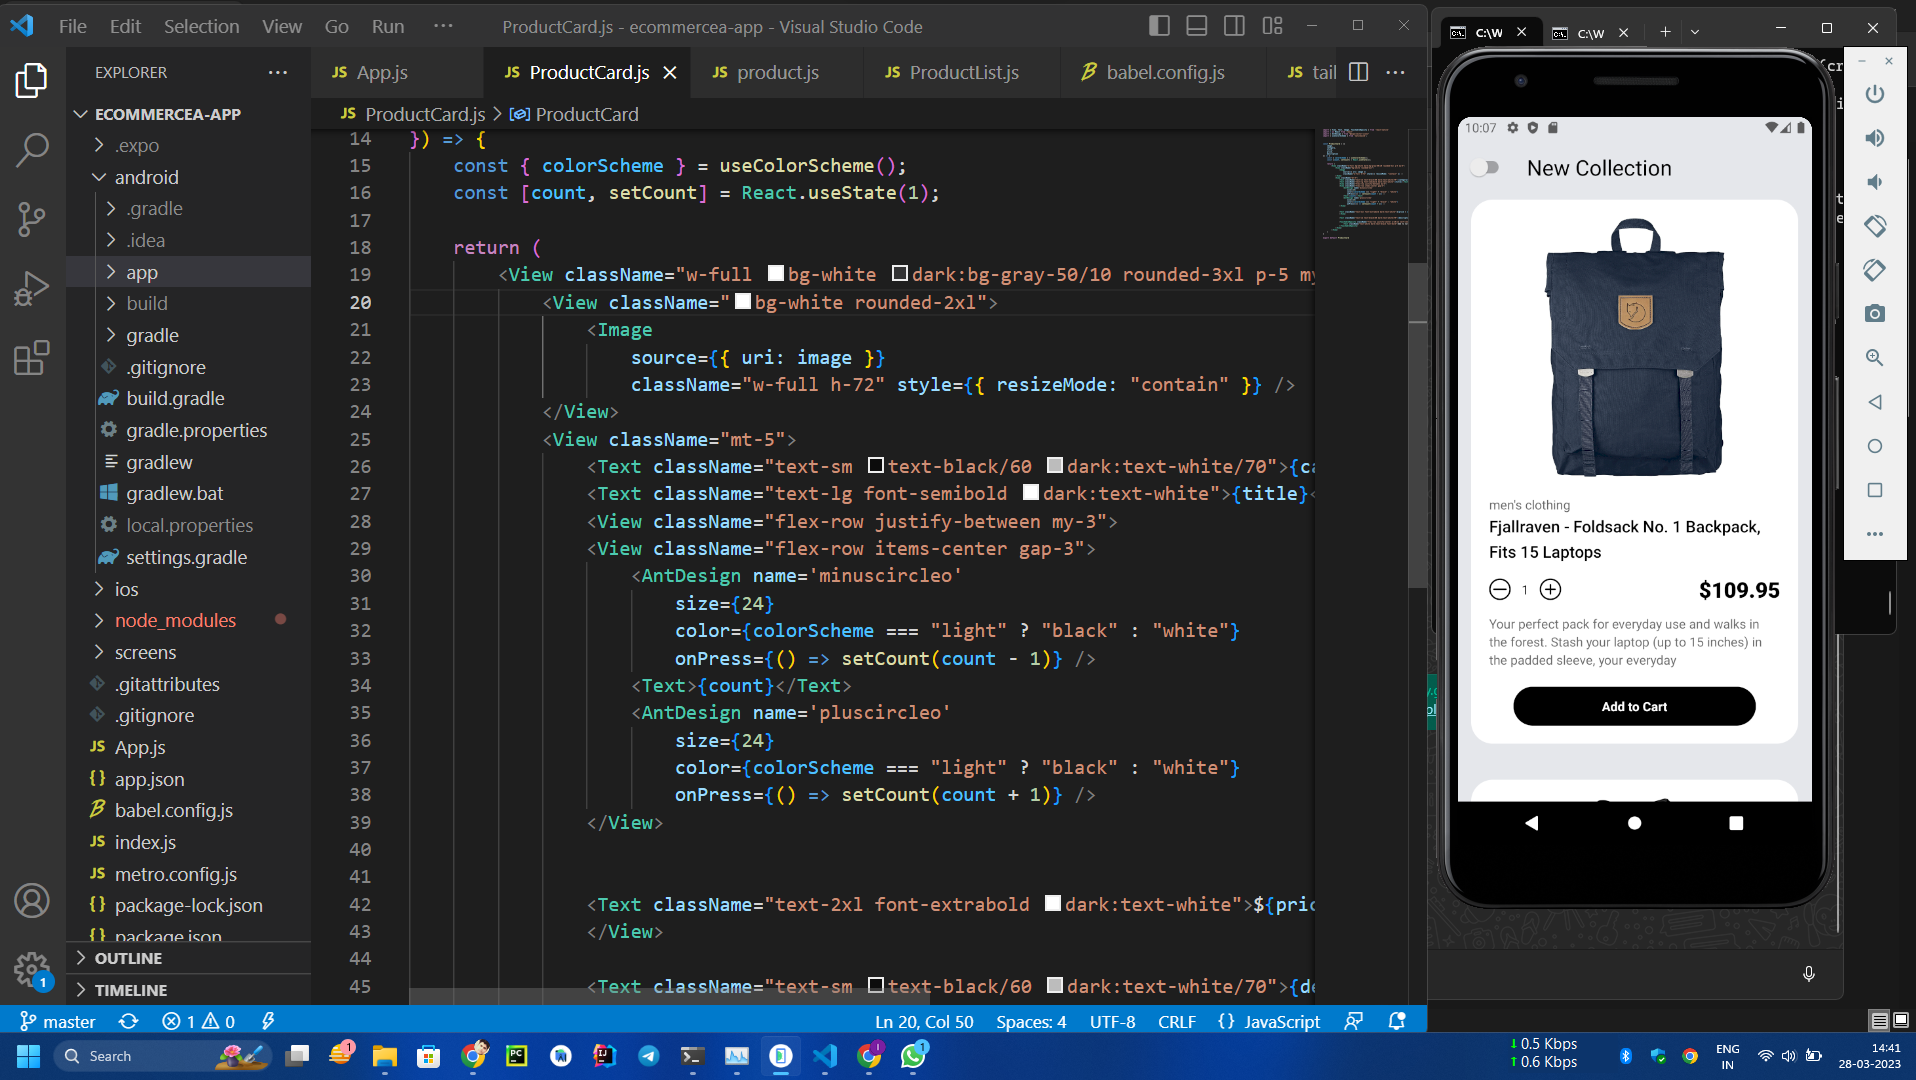 File Edit Selection View Go Run ··· ProductCard.js - ecommercea-app - Visual Studio Code
EXPLORER ···
ECOMMERCEA-APP
.expo
android
.gradle
.idea
app
build
gradle
.gitignore
build.gradle
gradle.properties
gradlew
gradlew.bat
local.properties
settings.gradle
ios
node_modules
screens
.gitattributes
.gitignore
JS App.js
{} app.json
babel.config.js
JS index.js
JS metro.config.js
{} package-lock.json
{} package.json
OUTLINE
TIMELINE
JS App.js JS ProductCard.js JS product.js JS ProductList.js babel.config.js JS tail
JS ProductCard.js > ProductCard
14 }) => {
15 const { colorScheme } = useColorScheme();
16 const [count, setCount] = React.useState(1);
17
18 return (
19 <View className="w-full bg-white dark:bg-gray-50/10 rounded-3xl p-5 my
20 <View className="bg-white rounded-2xl">
21 <Image
22 source={{ uri: image }}
23 className="w-full h-72" style={{ resizeMode: "contain" }} />
24 </View>
25 <View className="mt-5">
26 <Text className="text-sm text-black/60 dark:text-white/70">{ca
27 <Text className="text-lg font-semibold dark:text-white">{title}<
28 <View className="flex-row justify-between my-3">
29 <View className="flex-row items-center gap-3">
30 <AntDesign name='minuscircleo'
31 size={24}
32 color={colorScheme === "light" ? "black" : "white"}
33 onPress={() => setCount(count - 1)} />
34 <Text>{count}</Text>
35 <AntDesign name='pluscircleo'
36 size={24}
37 color={colorScheme === "light" ? "black" : "white"}
38 onPress={() => setCount(count + 1)} />
39 </View>
40
41
42 <Text className="text-2xl font-extrabold dark:text-white">${pric
43 </View>
44
45 <Text className="text-sm text-black/60 dark:text-white/70">{de
C:\W C:\W
10:07
New Collection
men's clothing
Fjallraven - Foldsack No. 1 Backpack,
Fits 15 Laptops
1
$109.95
Your perfect pack for everyday use and walks in
the forest. Stash your laptop (up to 15 inches) in
the padded sleeve, your everyday
Add to Cart
1
master 1 0 Ln 20, Col 50 Spaces: 4 UTF-8 CRLF {} JavaScript
Search
1
PC
IJ
1
1
0.5 Kbps
0.6 Kbps
ENG
IN
14:41
28-03-2023